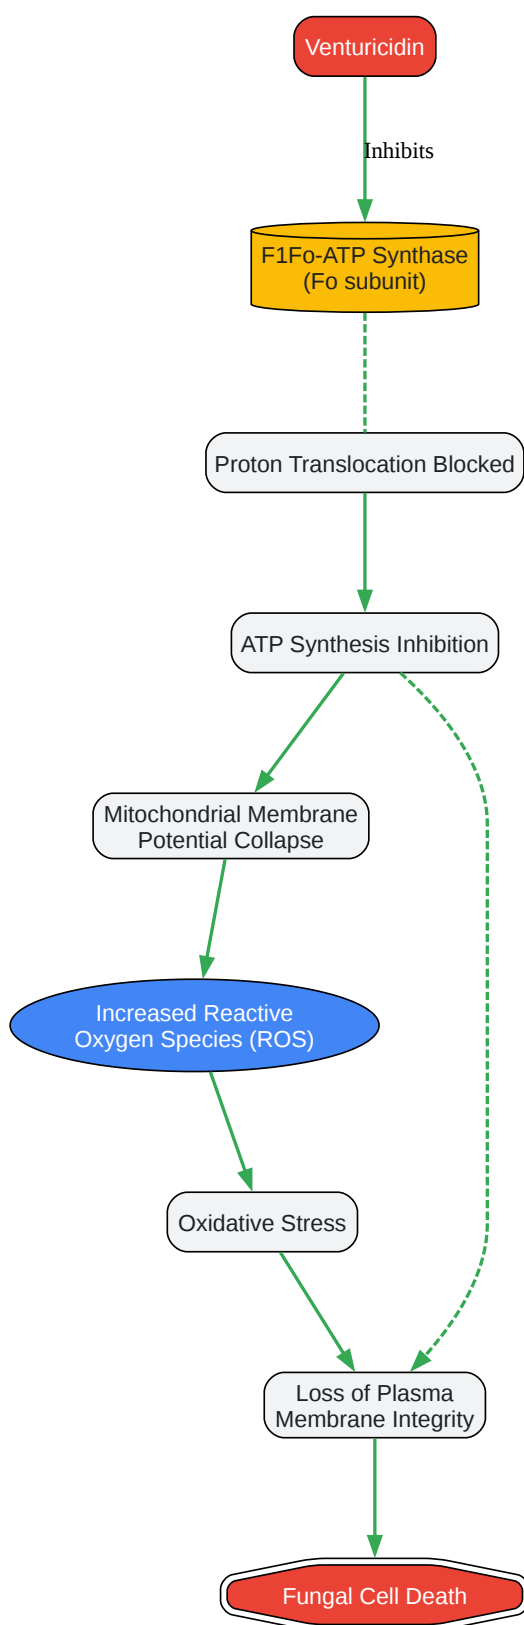 Venturicidin
Inhibits
F1Fo-ATP Synthase
(Fo subunit)
Proton Translocation Blocked
ATP Synthesis Inhibition
Mitochondrial Membrane
Potential Collapse
Increased Reactive
Oxygen Species (ROS)
Oxidative Stress
Loss of Plasma
Membrane Integrity
Fungal Cell Death